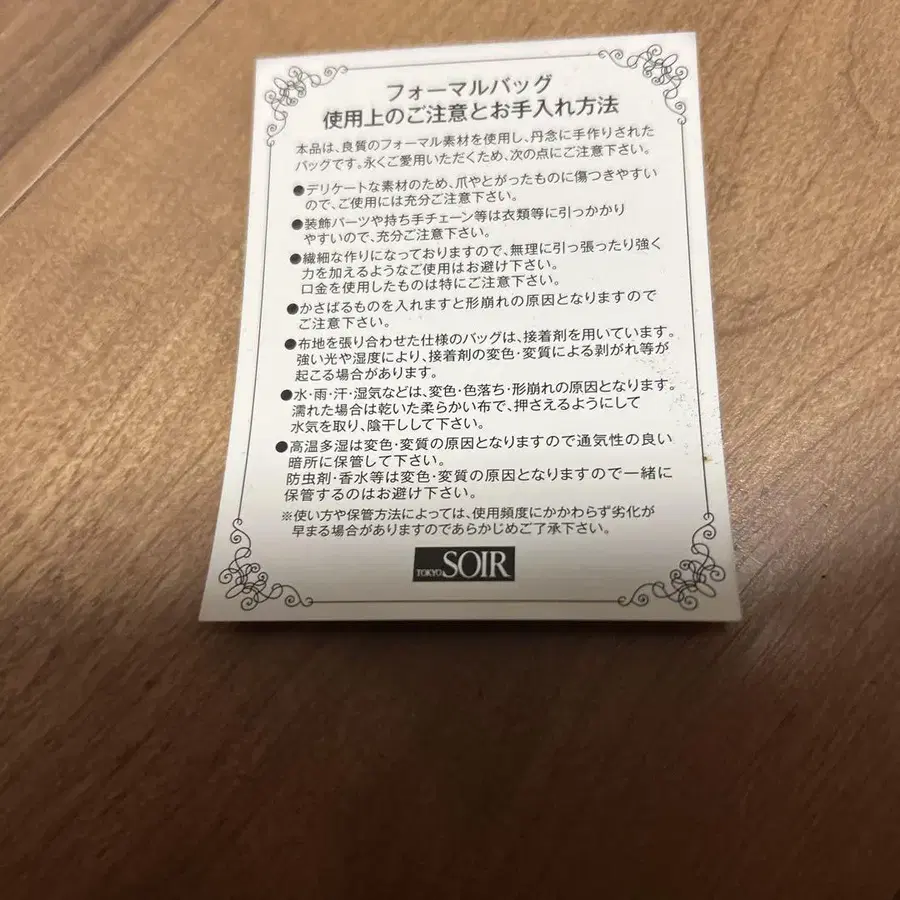 フォーマルバッグ
使用上のご注意とお手入れ方法
本品は、良質のフォーマル素材を使用し、丹念に手作りされた
バッグです。永くご愛用いただくため、次の点にご注意下さい。
●デリケートな素材のため、爪やとがったものに傷つきやすい
ので、ご使用には充分ご注意下さい。
●装飾パーツや持ち手チェーン等は衣類等に引っかかり
やすいので、充分ご注意下さい。
●繊細な作りになっておりますので、無理に引っ張ったり強く
力を加えるようなご使用はお避け下さい。
口金を使用したものは特にご注意下さい。
●かさばるものを入れますと形崩れの原因となりますので
ご注意下さい。
●布地を張り合わせた仕様のバッグは、接着剤を用いています。
強い光や湿度により、接着剤の変色・変質による剥がれ等が
起こる場合があります。
●水・雨・汗・湿気などは、変色・色落ち・形崩れの原因となります。
濡れた場合は乾いた柔らかい布で、押さえるようにして
水気を取り、陰干しして下さい。
●高温多湿は変色・変質の原因となりますので通気性の良い
暗所に保管して下さい。
防虫剤・香水等は変色・変質の原因となりますので一緒に
保管するのはお避け下さい。
※使い方や保管方法によっては、使用頻度にかかわらず劣化が
早まる場合がありますのであらかじめご了承下さい。
TOKYO SOIR